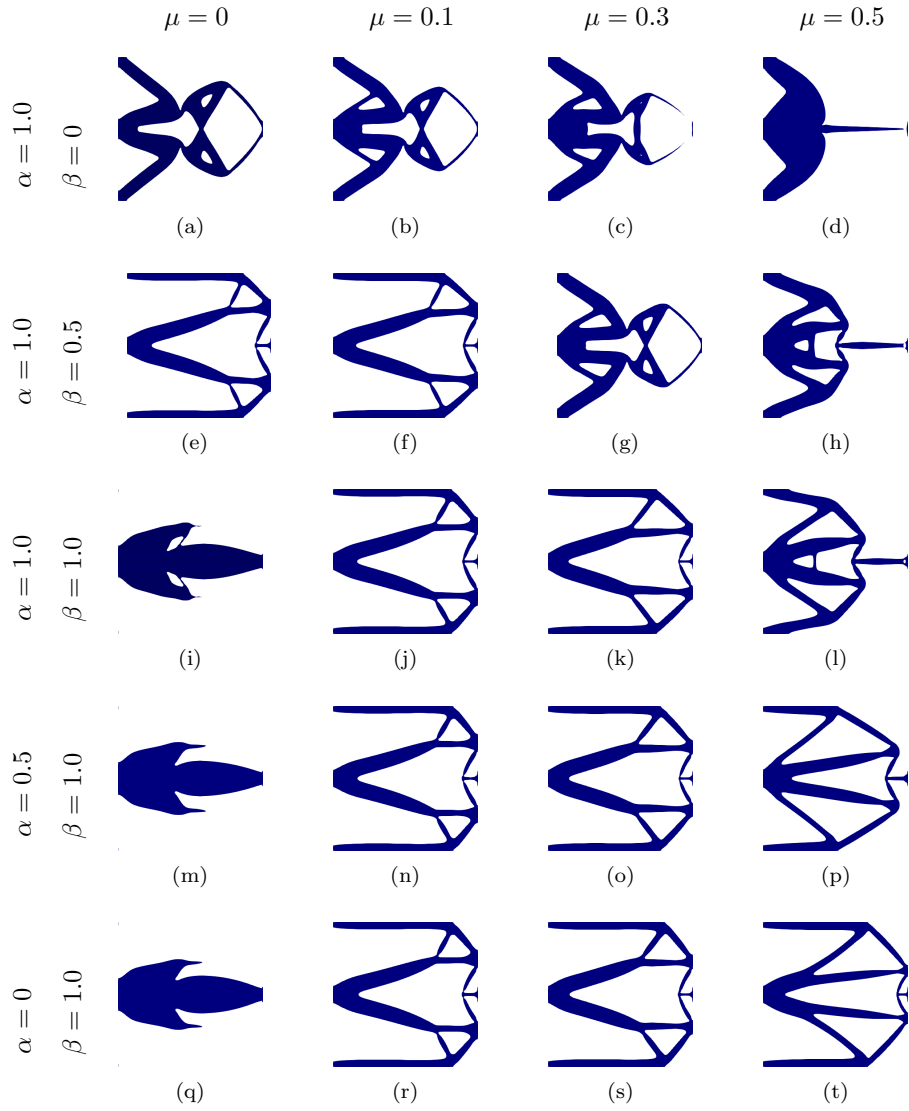 μ = 0 μ = 0.1 μ = 0.3 μ = 0.5
α = 1.0
β = 0
(a) (b) (c) (d)
α = 1.0
β = 0.5
(e) (f) (g) (h)
α = 1.0
β = 1.0
(i) (j) (k) (l)
α = 0.5
β = 1.0
(m) (n) (o) (p)
α = 0
β = 1.0
(q) (r) (s) (t)